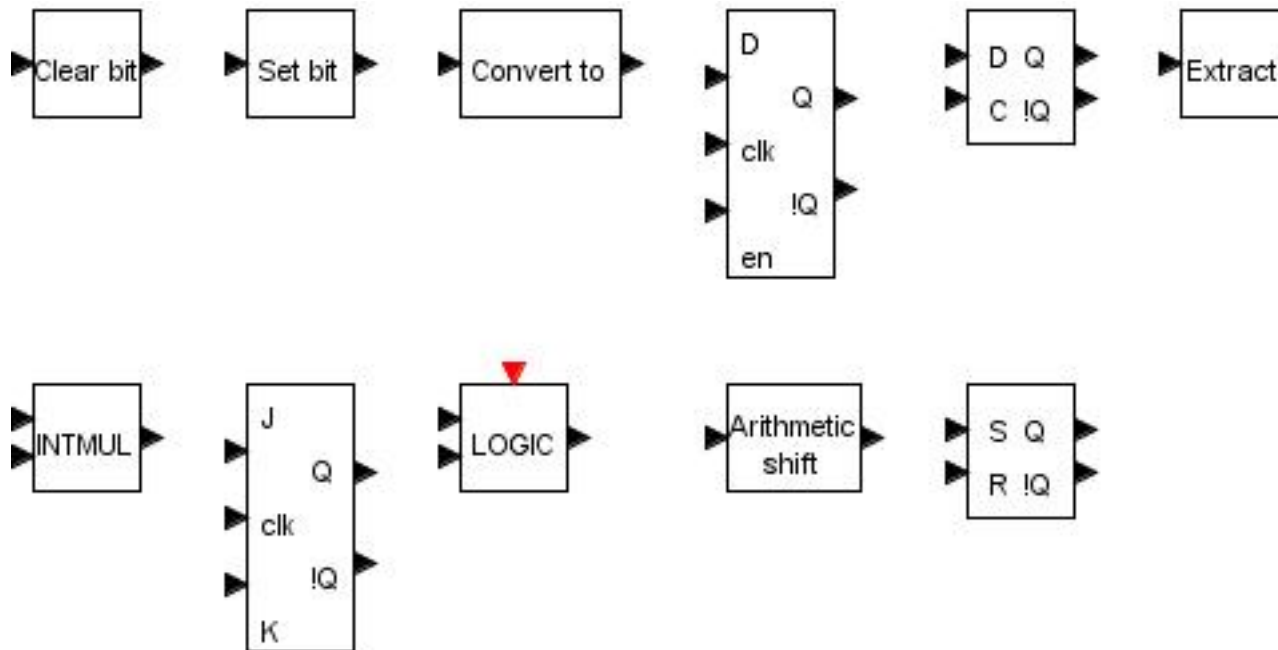 Clear bit
Set bit
Convert to
D
Q
clk
!Q
en
D Q
C !Q
Extract
INTMUL
J
Q
clk
!Q
K
LOGIC
Arithmetic
shift
S Q
R !Q